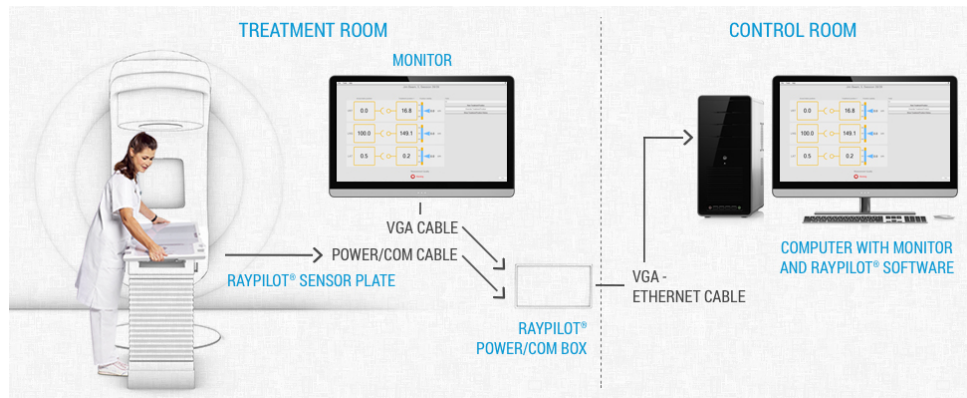 TREATMENT ROOM
CONTROL ROOM
MONITOR
0.0
16.8
100.0
149.1
0.5
0.2
0.0
16.8
100.0
149.1
0.5
0.2
VGA CABLE
POWER/COM CABLE
RAYPILOT® SENSOR PLATE
VGA -
ETHERNET CABLE
RAYPILOT®
POWER/COM BOX
COMPUTER WITH MONITOR
AND RAYPILOT® SOFTWARE